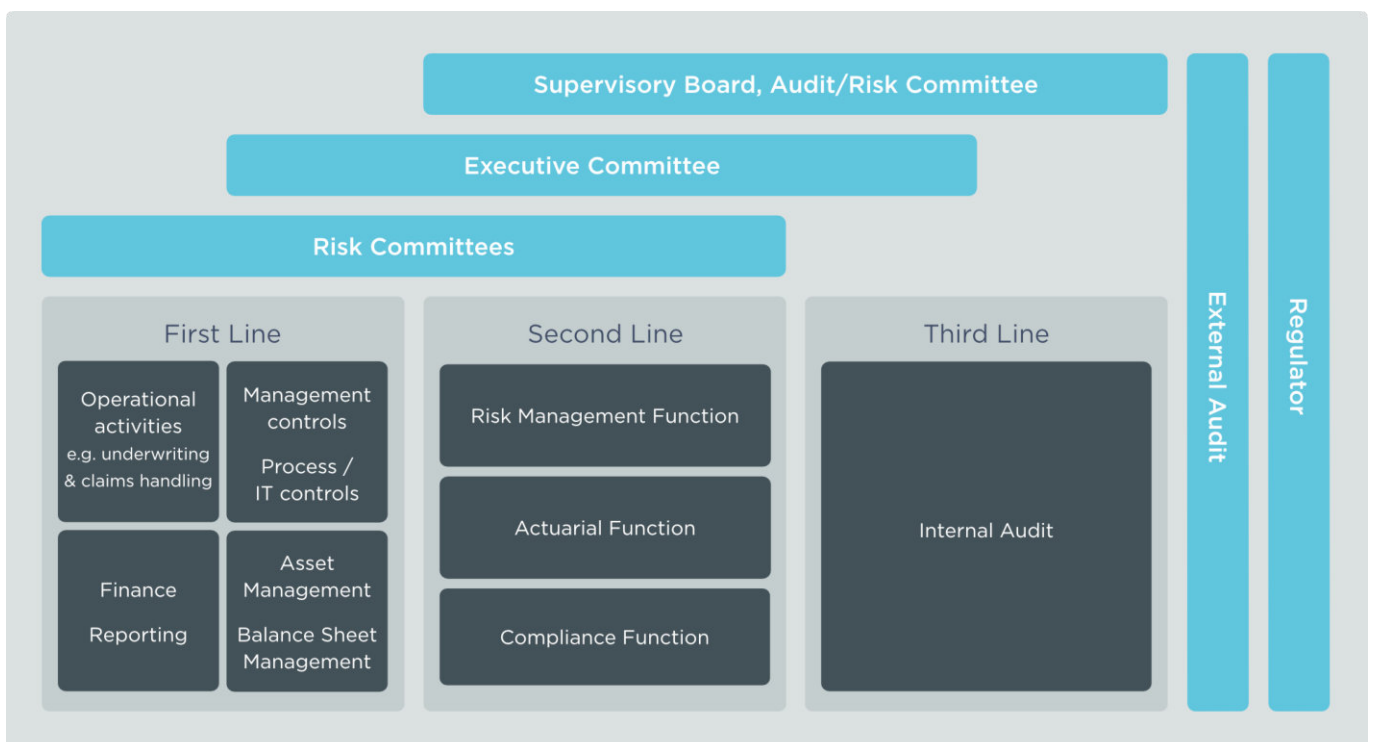 Supervisory Board, Audit/Risk Committee
Executive Committee
Risk Committees
First Line
Operational
activities
e.g. underwriting
& claims handling
Management
controls
Process /
IT controls
Finance
Reporting
Asset
Management
Balance Sheet
Management
Second Line
Risk Management Function
Actuarial Function
Compliance Function
Third Line
Internal Audit
External Audit
Regulator